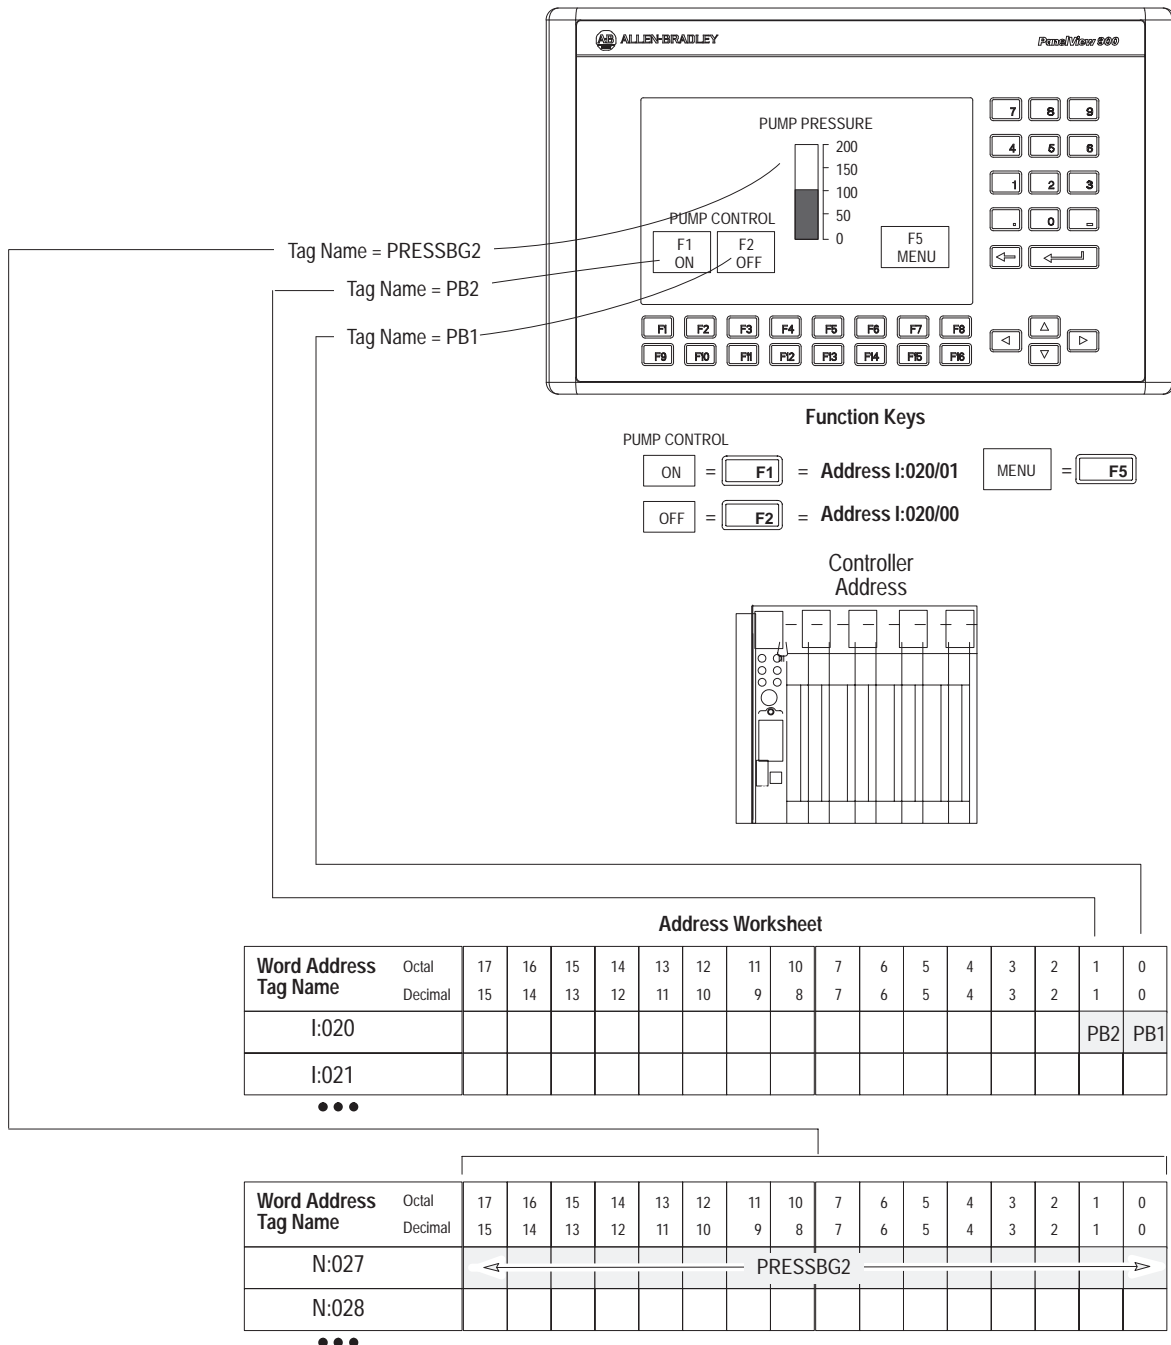 AB ALLEN-BRADLEY
PanelView 900
PUMP PRESSURE
200
150
100
50
0
PUMP CONTROL
F1
ON
F2
OFF
F5
MENU
7 8 9
4 5 6
1 2 3
. 0 -
F1 F2 F3 F4 F5 F6 F7 F8
F9 F10 F11 F12 F13 F14 F15 F16
Tag Name = PRESSBG2
Tag Name = PB2
Tag Name = PB1
Function Keys
PUMP CONTROL
ON = F1 = Address I:020/01 MENU = F5
OFF = F2 = Address I:020/00
Controller
Address
Address Worksheet
Word Address Octal 17 16 15 14 13 12 11 10 7 6 5 4 3 2 1 0
Tag Name Decimal 15 14 13 12 11 10 9 8 7 6 5 4 3 2 1 0
I:020 PB2 PB1
I:021
•••
Word Address Octal 17 16 15 14 13 12 11 10 7 6 5 4 3 2 1 0
Tag Name Decimal 15 14 13 12 11 10 9 8 7 6 5 4 3 2 1 0
N:027 PRESSBG2
N:028
•••